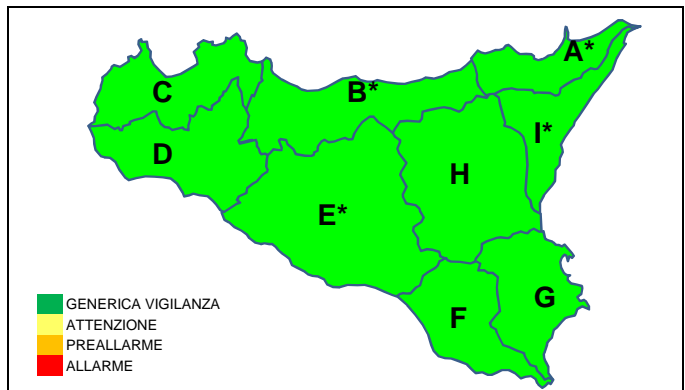 A*
B*
C
I*
D
H
E*
G
F
GENERICA VIGILANZA
ATTENZIONE
PREALLARME
ALLARME